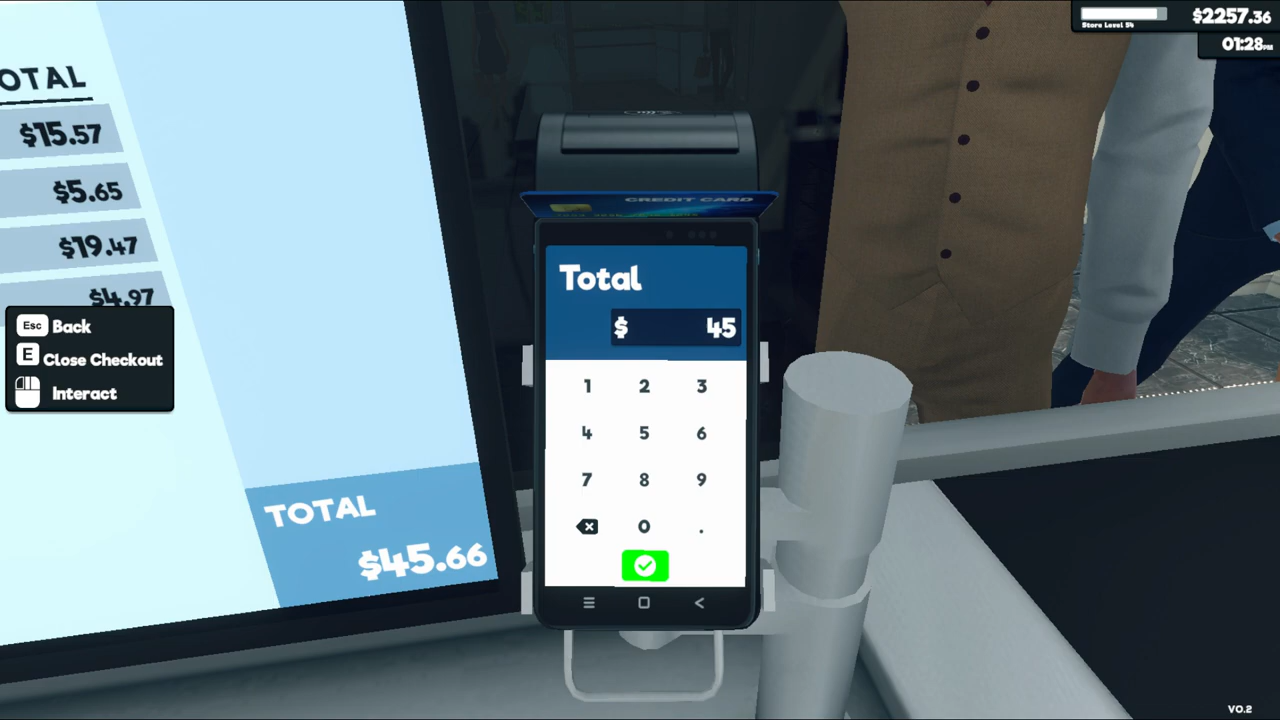 OTAL
$15.57
$5.65
$19.47
$4.97
Esc Back
E Close Checkout
Interact
TOTAL
$45.66
CREDIT CARD
Total
$ 45
1 2 3
4 5 6
7 8 9
0 .
$2257.36
Store Level 54
01:28PM
V0.2